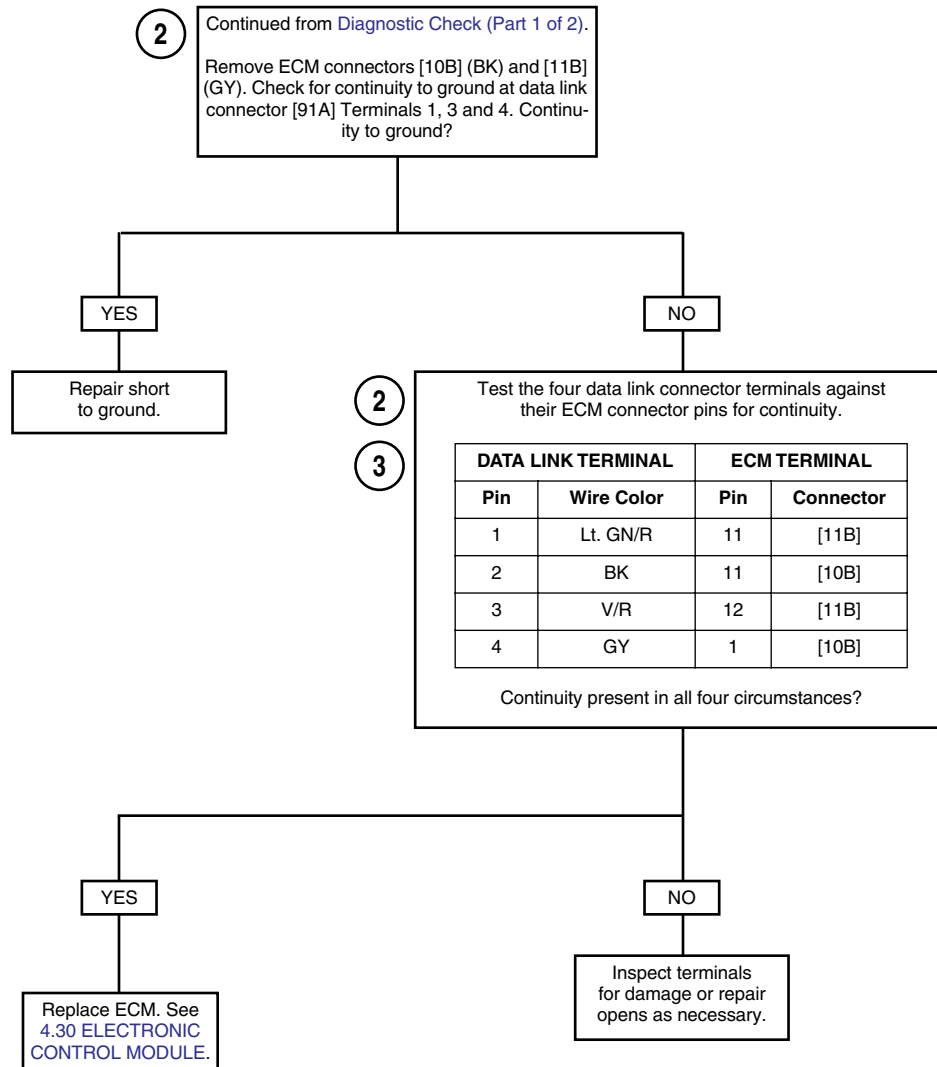 2
Continued from Diagnostic Check (Part 1 of 2).
Remove ECM connectors [10B] (BK) and [11B]
(GY). Check for continuity to ground at data link
connector [91A] Terminals 1, 3 and 4. Continu-
ity to ground?
YES
NO
Repair short
to ground.
2
3
Test the four data link connector terminals against
their ECM connector pins for continuity.
DATA LINK TERMINAL ECM TERMINAL
Pin Wire Color Pin Connector
1 Lt. GN/R 11 [11B]
2 BK 11 [10B]
3 V/R 12 [11B]
4 GY 1 [10B]
Continuity present in all four circumstances?
YES
NO
Replace ECM. See
4.30 ELECTRONIC
CONTROL MODULE.
Inspect terminals
for damage or repair
opens as necessary.